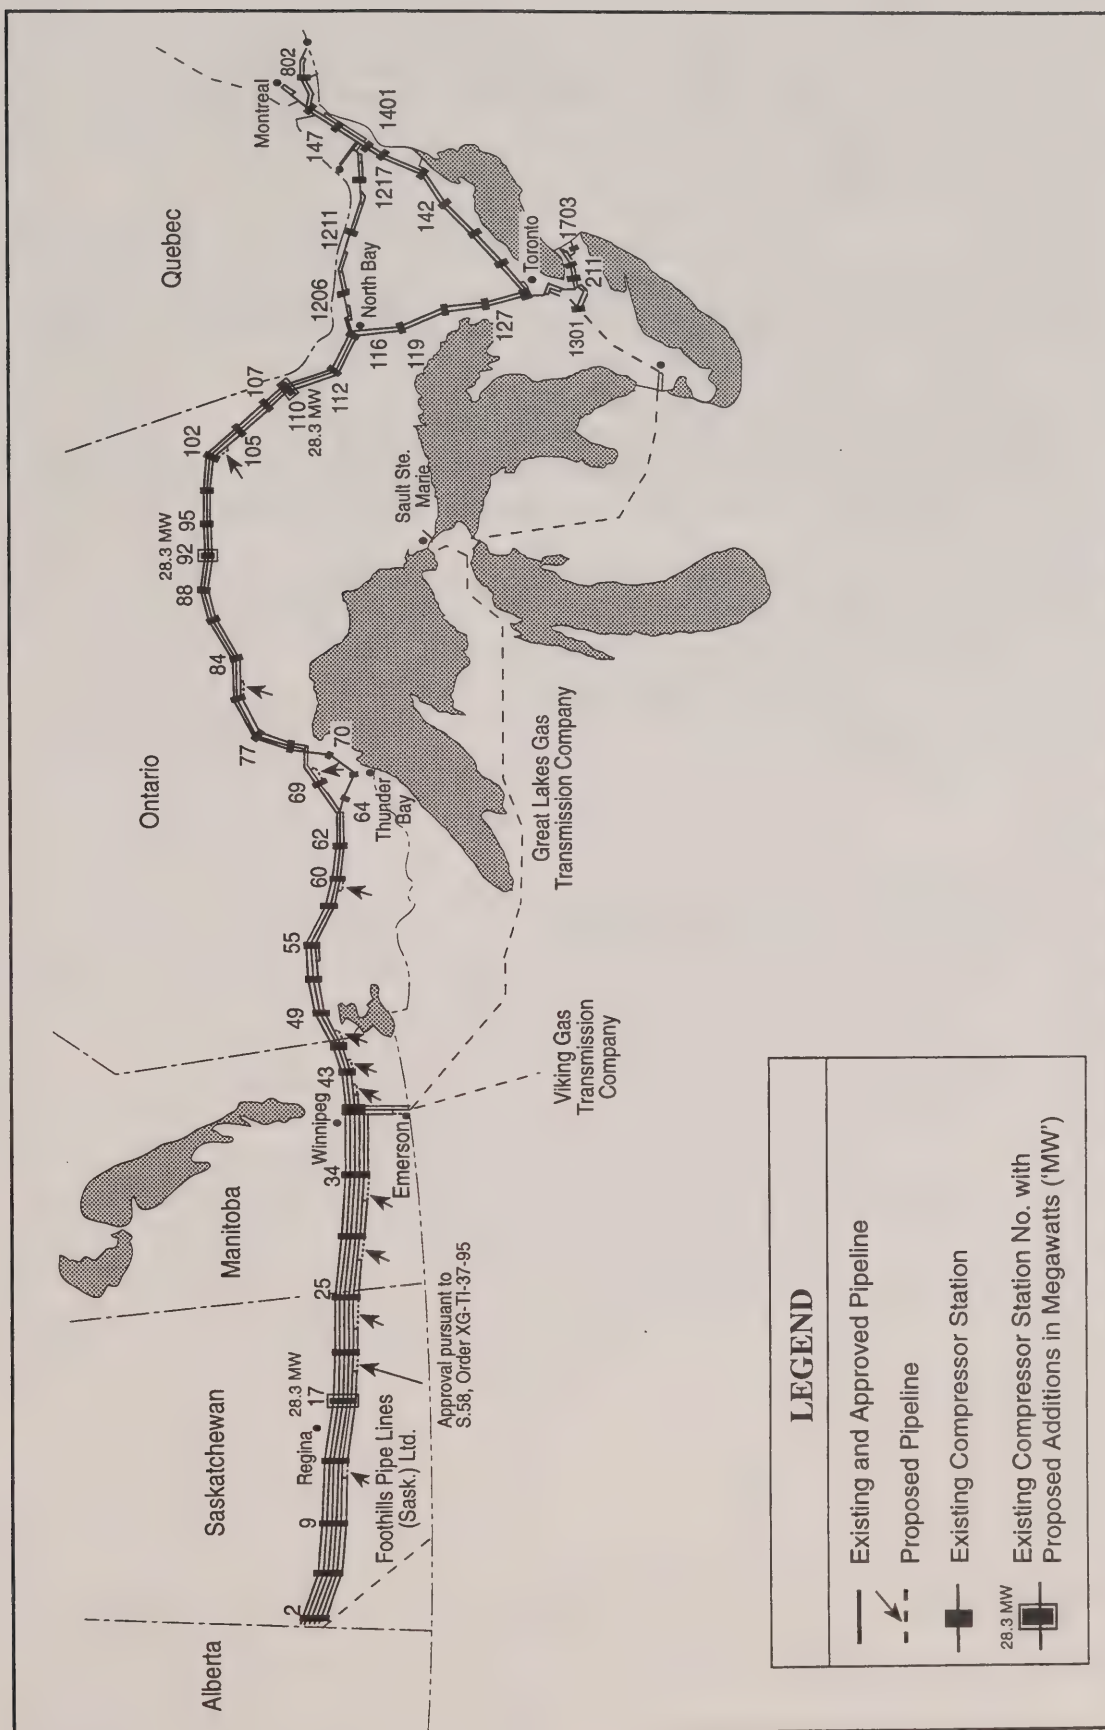 Alberta
Saskatchewan
Manitoba
Ontario
Quebec
2
9
Regina
28.3 MW
17
25
34
Winnipeg
43
49
55
60
62
64
69
70
77
84
88
28.3 MW
92
95
102
105
107
110
28.3 MW
112
116
119
127
North Bay
1206
1211
1217
142
147
Montreal
802
1401
Toronto
1301
211
1703
Thunder
Bay
Sault Ste.
Marie
Foothills Pipe Lines
(Sask.) Ltd.
Approval pursuant to
S.58, Order XG-TI-37-95
Emerson
Viking Gas
Transmission
Company
Great Lakes Gas
Transmission Company
LEGEND
Existing and Approved Pipeline
Proposed Pipeline
Existing Compressor Station
28.3 MW
Existing Compressor Station No. with
Proposed Additions in Megawatts ('MW')